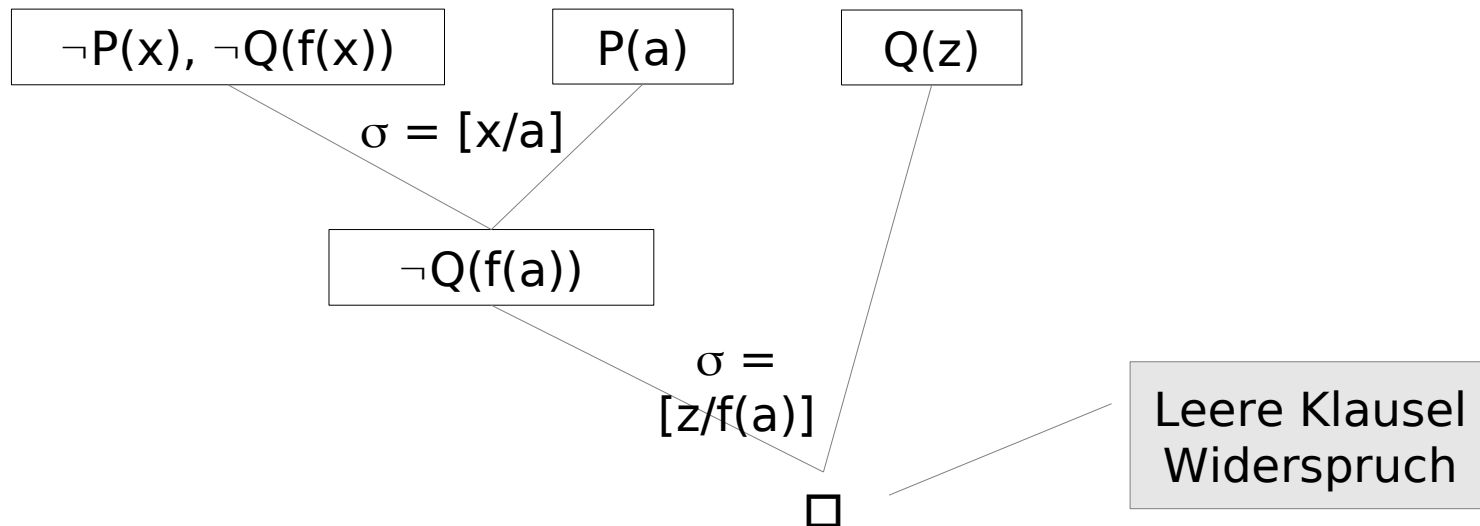 ¬P(x), ¬Q(f(x))
P(a)
Q(z)
σ = [x/a]
¬Q(f(a))
σ =
[z/f(a)]
Leere Klausel
Widerspruch
□